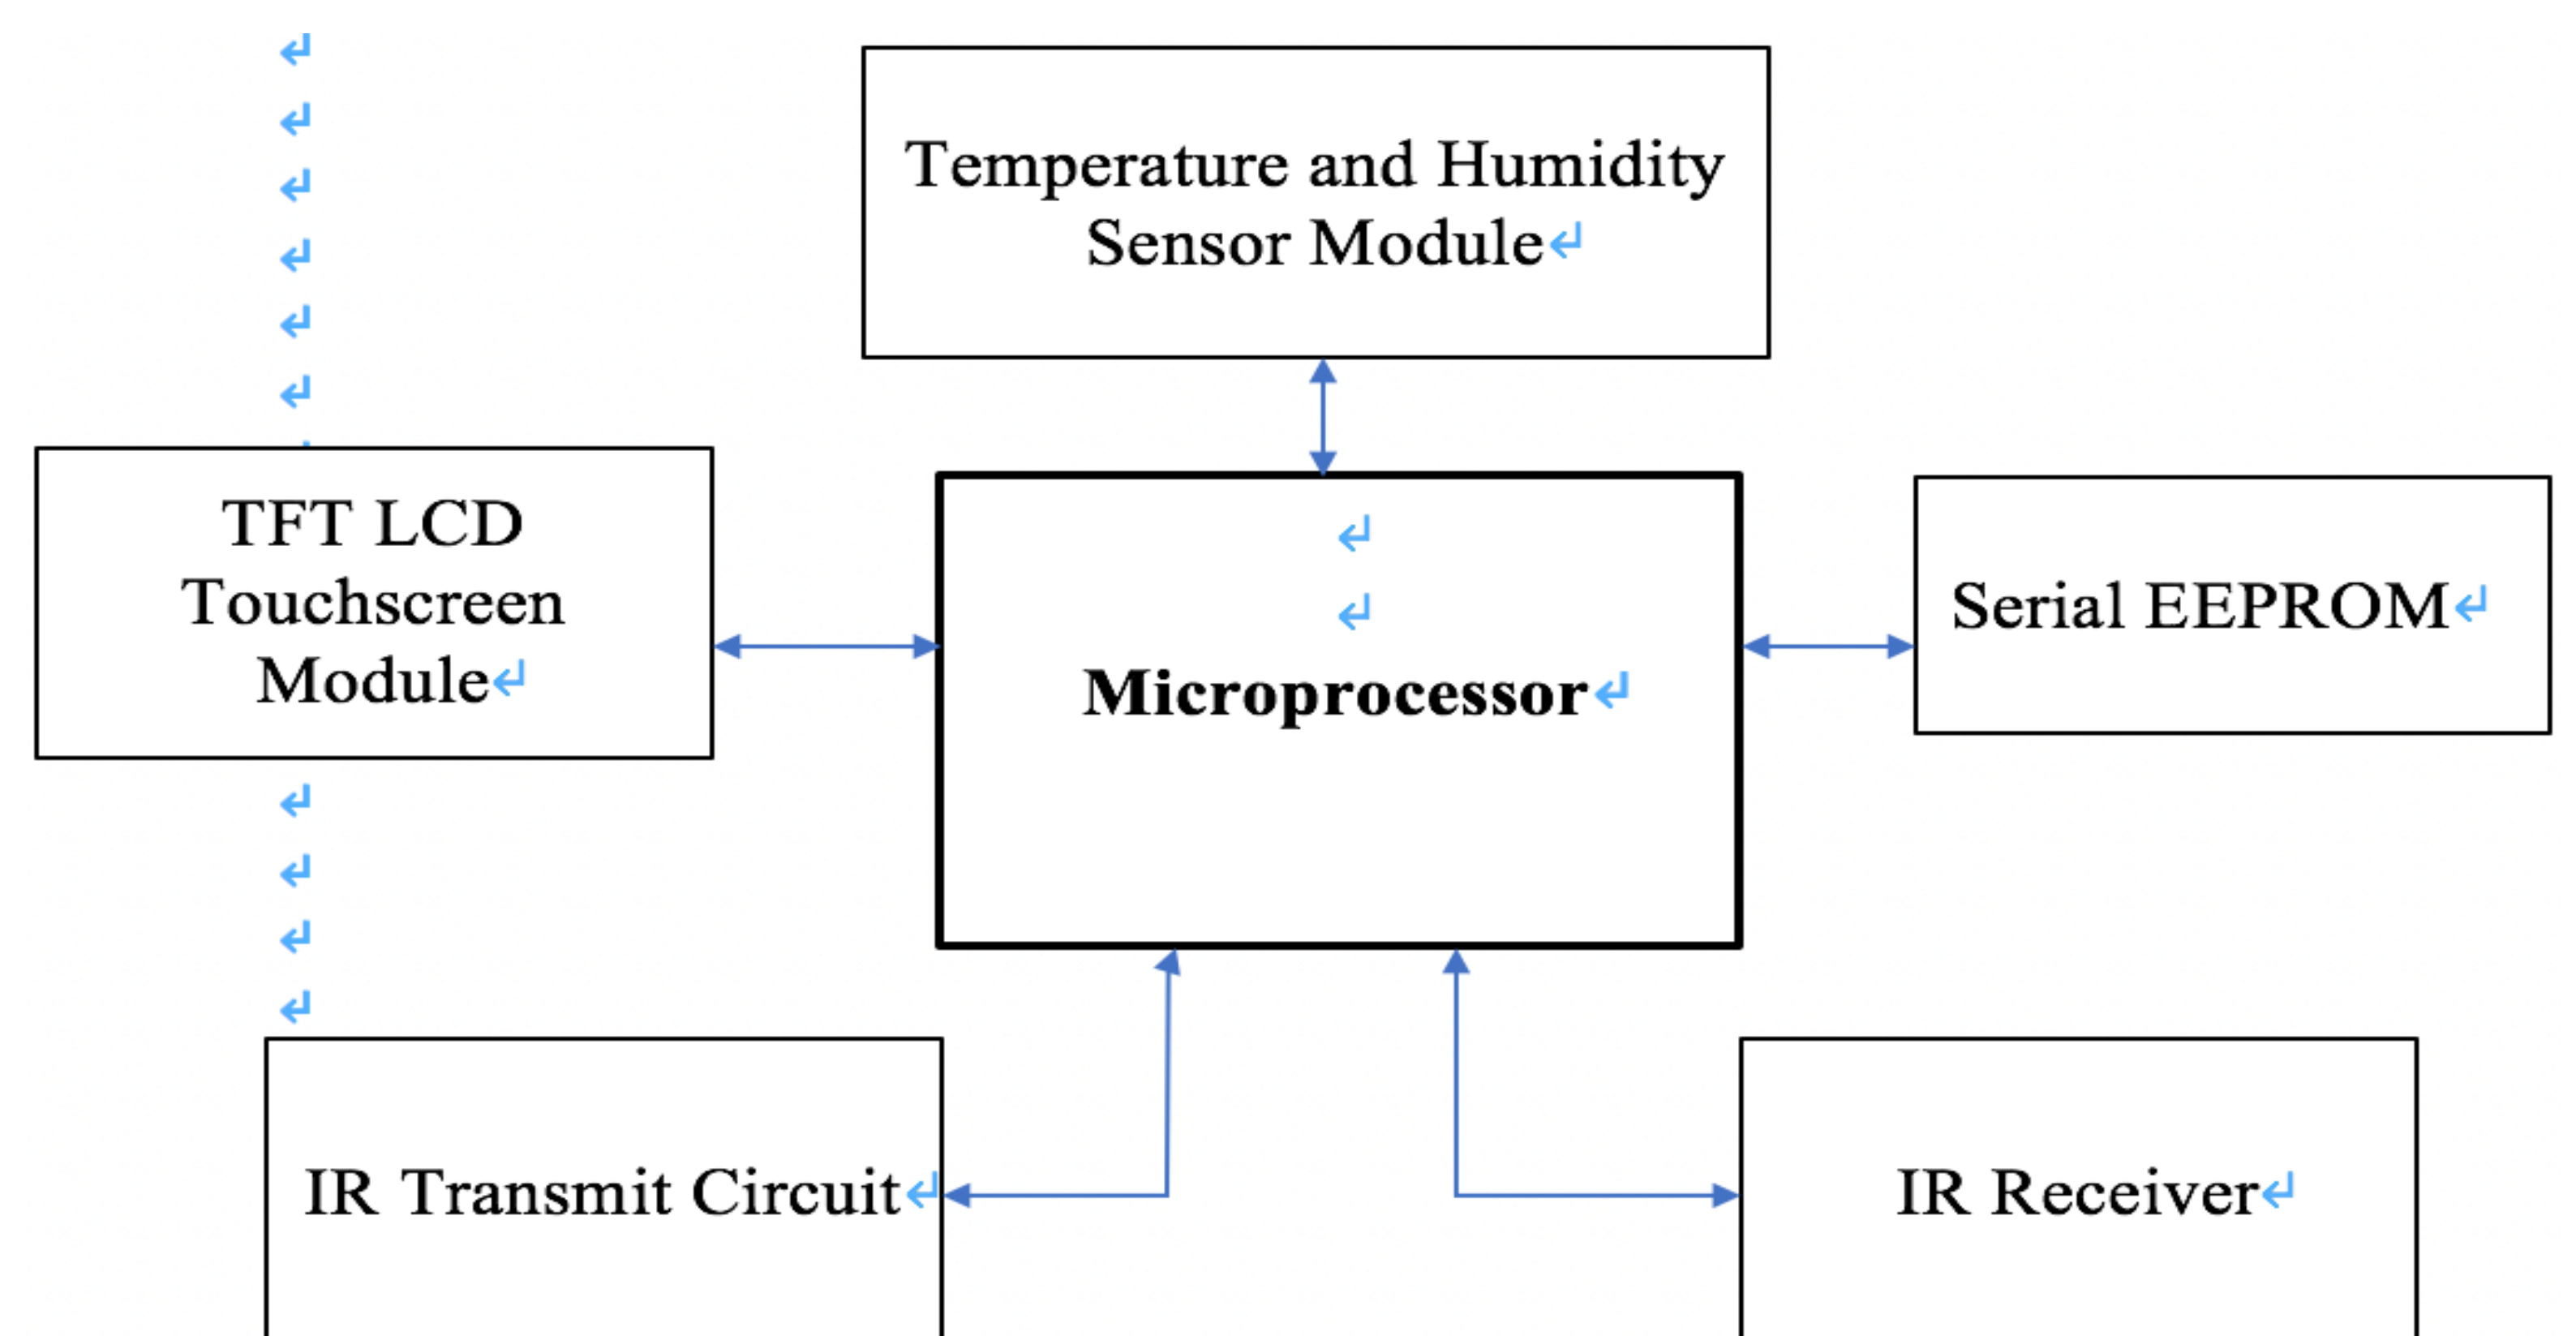 Temperature and Humidity
Sensor Module
TFT LCD
Touchscreen
Module
Microprocessor
Serial EEPROM
IR Transmit Circuit
IR Receiver